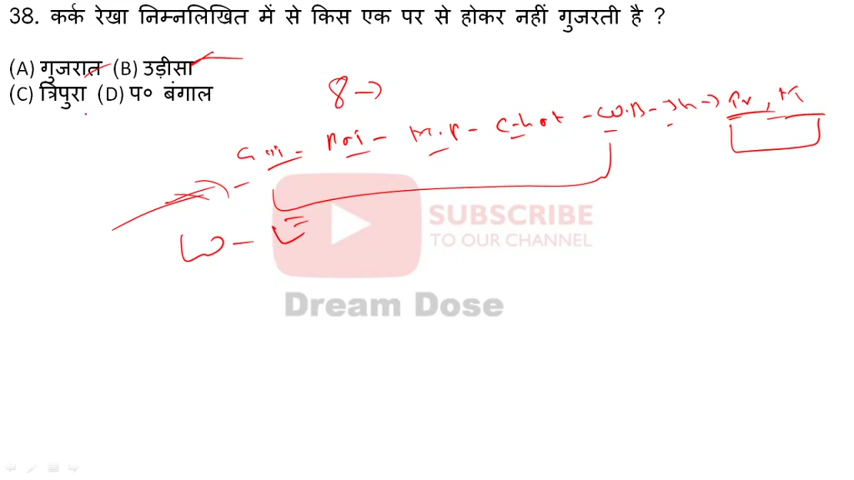 38. कर्क रेखा निम्नलिखित में से किस एक पर से होकर नहीं गुजरती है ?
(A) गुजरात (B) उड़ीसा
(C) त्रिपुरा (D) प० बंगाल
8 →
M.P - - W.B -
SUBSCRIBE
TO OUR CHANNEL
Dream Dose